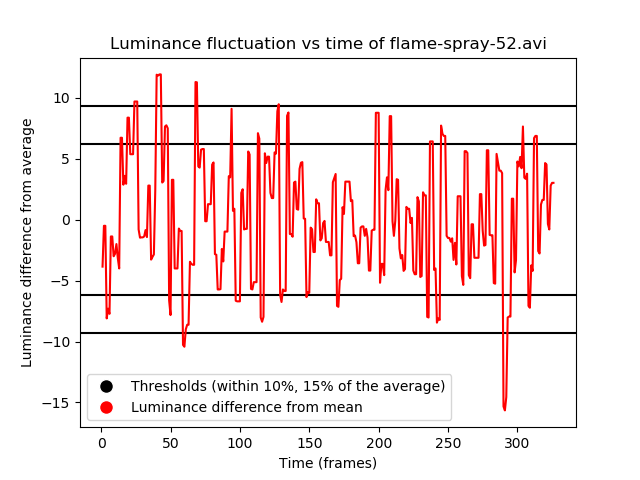 Luminance fluctuation vs time of flame-spray-52.avi
Luminance difference from average
10
5
0
−5
−10
−15
Thresholds (within 10%, 15% of the average)
Luminance difference from mean
0 50 100 150 200 250 300
Time (frames)